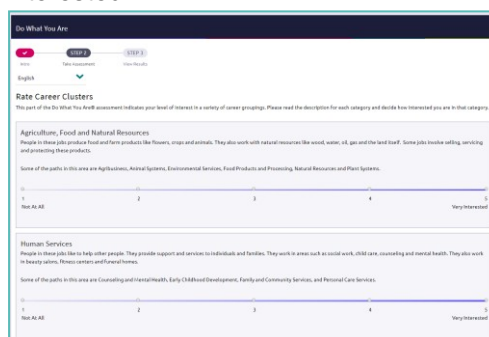 Do What You Are
STEP 2
STEP 3
Intro
Take Assessment
View Results
English
Rate Career Clusters
This part of the Do What You Are® assessment indicates your level of interest in a variety of career groupings. Please read the description for each category and decide how interested you are in that category.
Agriculture, Food and Natural Resources
People in these jobs produce food and farm products like flowers, crops and animals. They also work with natural resources like wood, water, oil, gas and the land itself. Some jobs involve selling, servicing
and protecting these products.
Some of the paths in this area are Agribusiness, Animal Systems, Environmental Services, Food Products and Processing, Natural Resources and Plant Systems.
1
2
3
4
5
Not At All
Very Interested
Human Services
People in these jobs like to help other people. They provide support and services to individuals and families. They work in areas such as social work, child care, counseling and mental health. They also work
in beauty salons, fitness centers and funeral homes.
Some of the paths in this area are Counseling and Mental Health, Early Childhood Development, Family and Community Services, and Personal Care Services.
1
2
3
4
5
Not At All
Very Interested